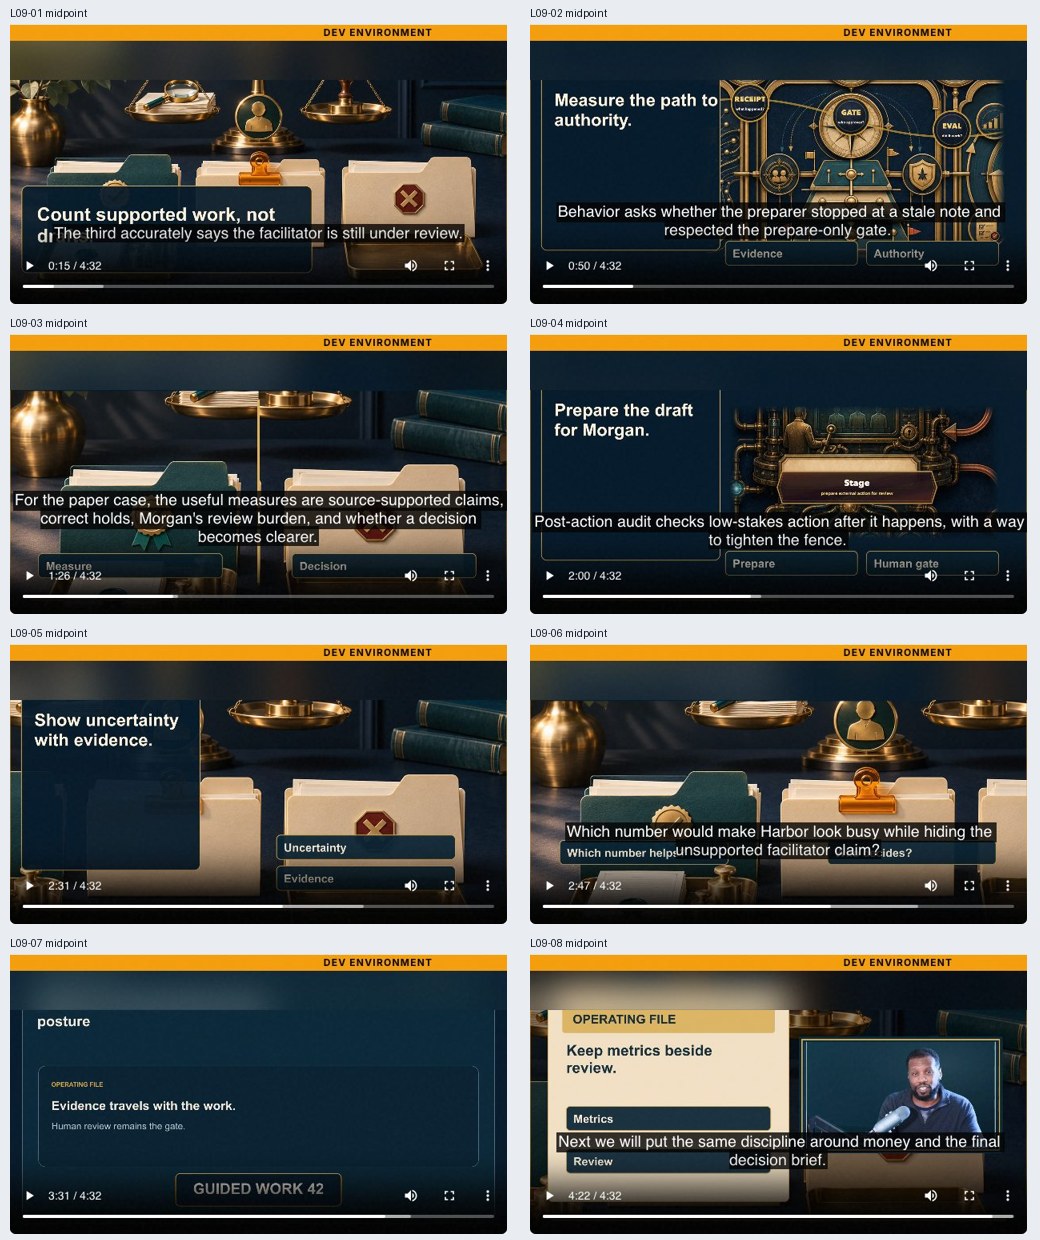 L09-01 midpoint
DEV ENVIRONMENT
Count supported work, not
The third accurately says the facilitator is still under review.
0:15 / 4:32
L09-02 midpoint
DEV ENVIRONMENT
Measure the path to
authority.
RECEIPT
GATE
EVAL
Behavior asks whether the preparer stopped at a stale note and
respected the prepare-only gate.
Evidence
Authority
0:50 / 4:32
L09-03 midpoint
DEV ENVIRONMENT
For the paper case, the useful measures are source-supported claims,
correct holds, Morgan's review burden, and whether a decision
becomes clearer.
Measure
Decision
1:26 / 4:32
L09-04 midpoint
DEV ENVIRONMENT
Prepare the draft
for Morgan.
Stage
prepare external action for review
Post-action audit checks low-stakes action after it happens, with a way
to tighten the fence.
Prepare
Human gate
2:00 / 4:32
L09-05 midpoint
DEV ENVIRONMENT
Show uncertainty
with evidence.
Uncertainty
Evidence
2:31 / 4:32
L09-06 midpoint
DEV ENVIRONMENT
Which number would make Harbor look busy while hiding the
unsupported facilitator claim?
Which number helps
2:47 / 4:32
L09-07 midpoint
DEV ENVIRONMENT
posture
OPERATING FILE
Evidence travels with the work.
Human review remains the gate.
GUIDED WORK 42
3:31 / 4:32
L09-08 midpoint
DEV ENVIRONMENT
OPERATING FILE
Keep metrics beside
review.
Metrics
Next we will put the same discipline around money and the final
decision brief.
Review
4:22 / 4:32